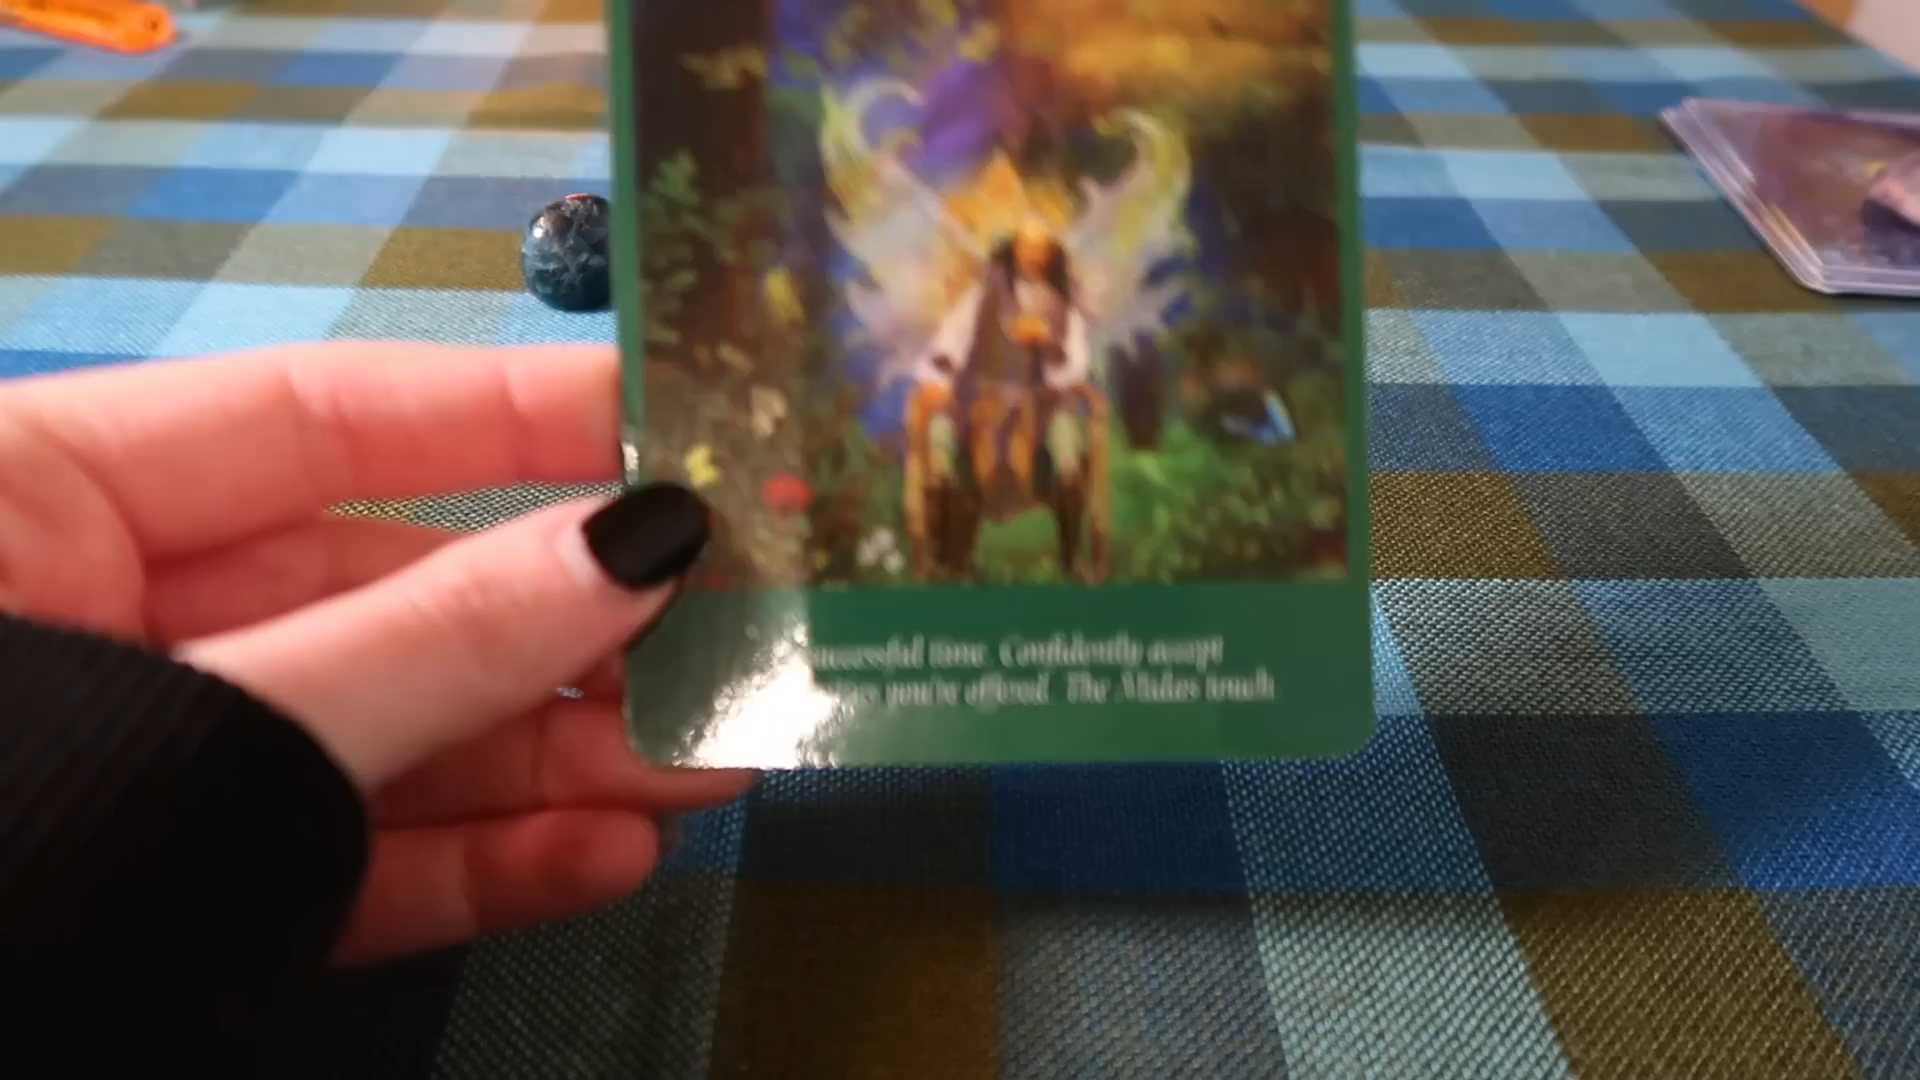 successful time. Confidently accept
you're offered. The Midas touch.